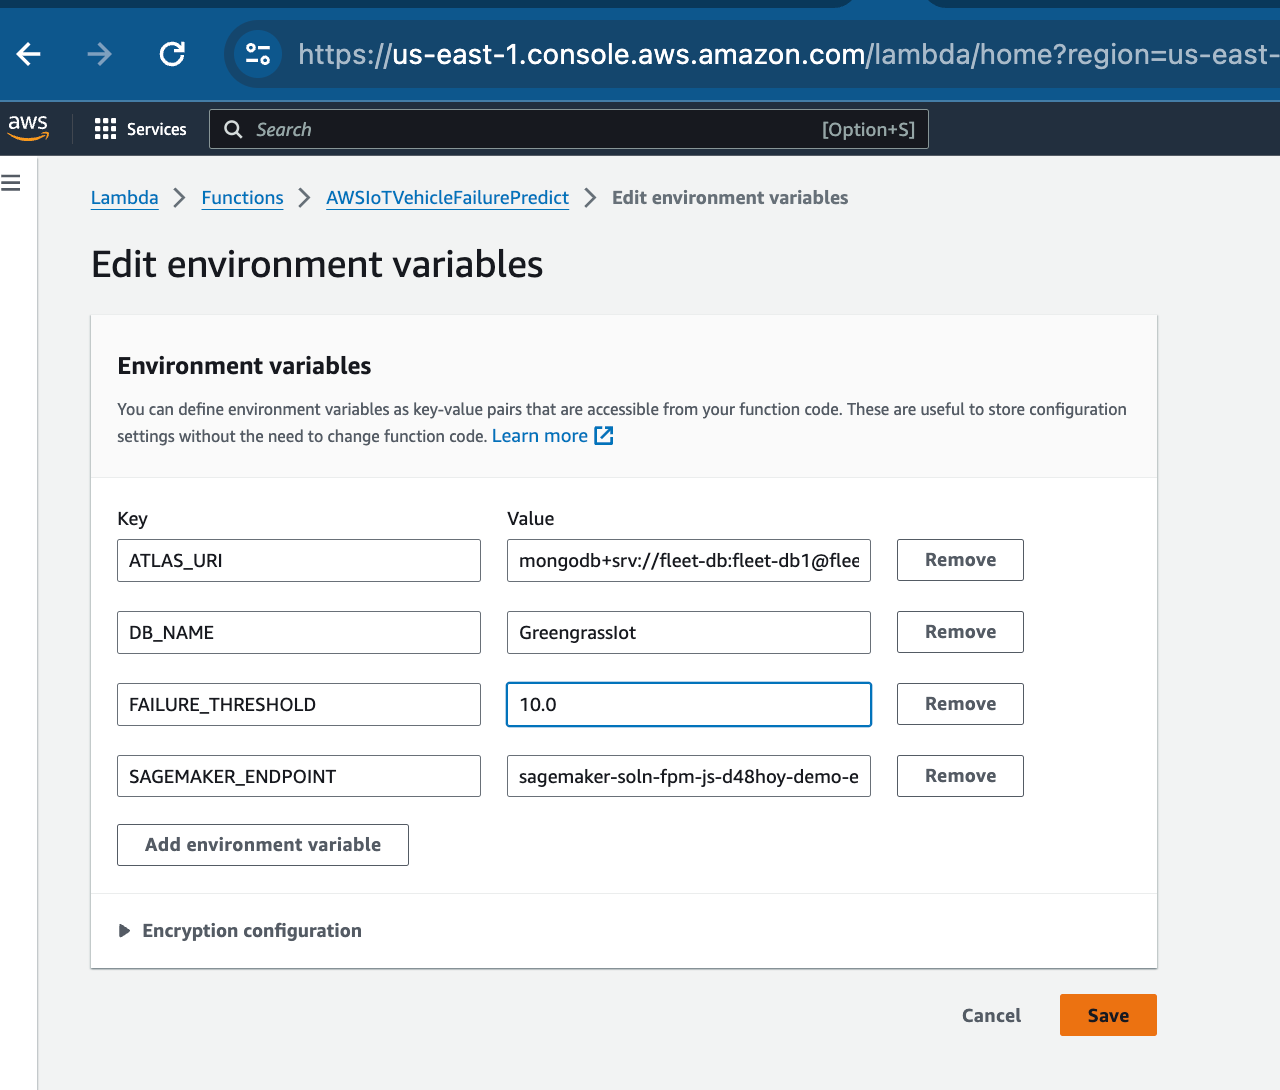 https://us-east-1.console.aws.amazon.com/lambda/home?region=us-east-
aws
Services
Search
[Option+S]
Lambda
Functions
AWSIoTVehicleFailurePredict
Edit environment variables
Edit environment variables
Environment variables
You can define environment variables as key-value pairs that are accessible from your function code. These are useful to store configuration
settings without the need to change function code. Learn more
Key
Value
ATLAS_URI
mongodb+srv://fleet-db:fleet-db1@flee
Remove
DB_NAME
GreengrassIot
Remove
FAILURE_THRESHOLD
10.0
Remove
SAGEMAKER_ENDPOINT
sagemaker-soln-fpm-js-d48hoy-demo-e
Remove
Add environment variable
Encryption configuration
Cancel
Save